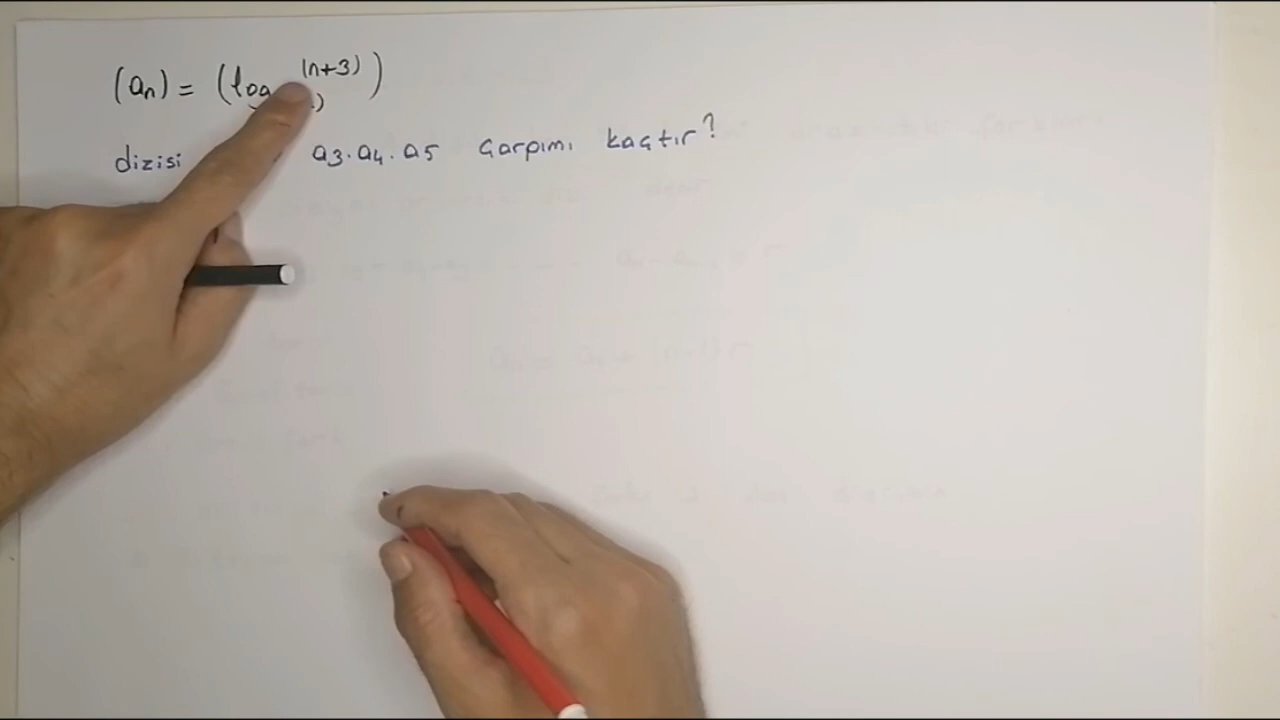 (an) = (log (n+3))
dizisi a3.a4.a5 çarpımı kaçtır?